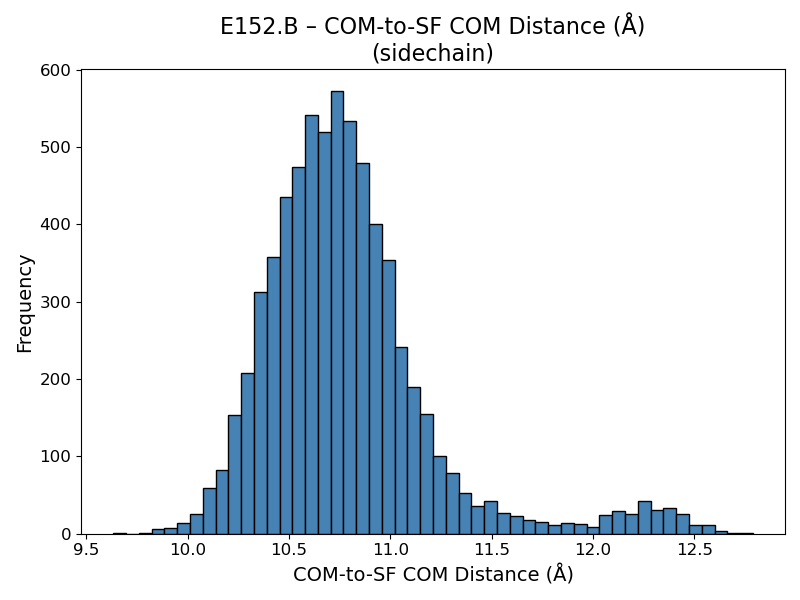 E152.B – COM-to-SF COM Distance (Å)
(sidechain)
600
500
400
300
200
100
0
Frequency
9.5 10.0 10.5 11.0 11.5 12.0 12.5
COM-to-SF COM Distance (Å)